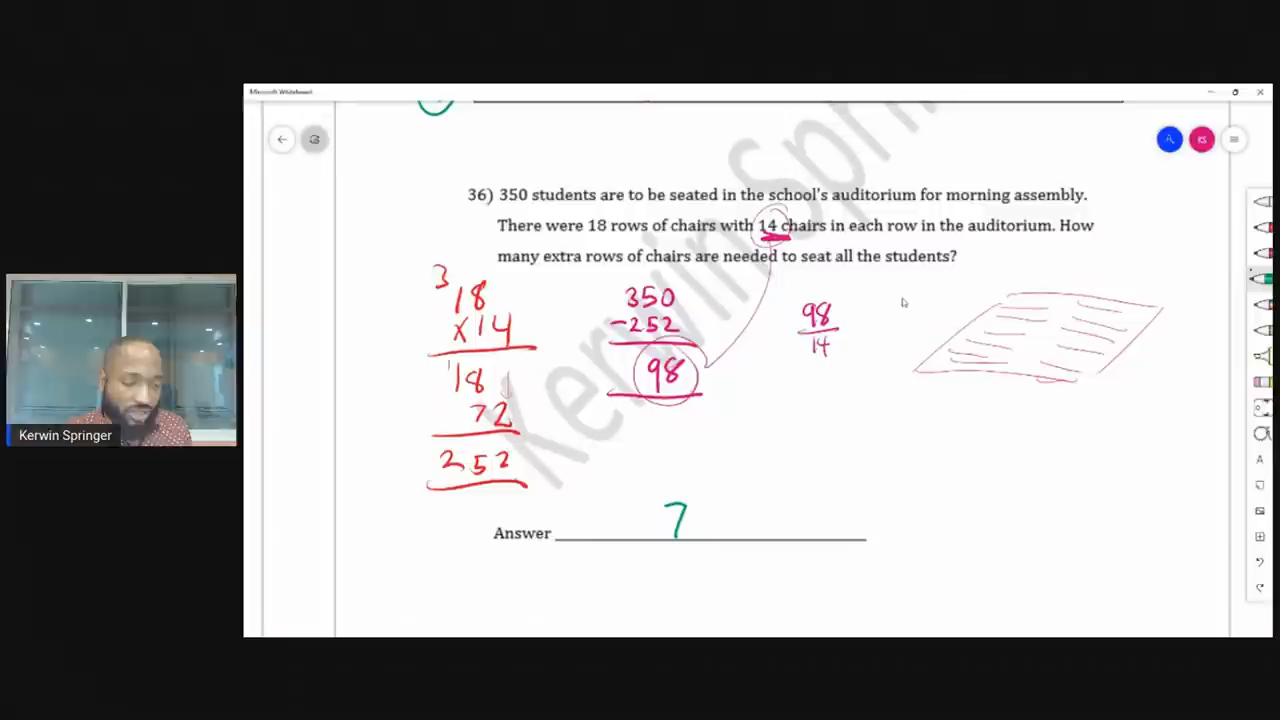 Microsoft Whiteboard
36) 350 students are to be seated in the school's auditorium for morning assembly.
There were 18 rows of chairs with 14 chairs in each row in the auditorium. How
many extra rows of chairs are needed to seat all the students?
3
18
x14
18
72
252
350
-252
98
98
14
Answer 7
Kerwin Sprin
Kerwin Springer
A
KS
A